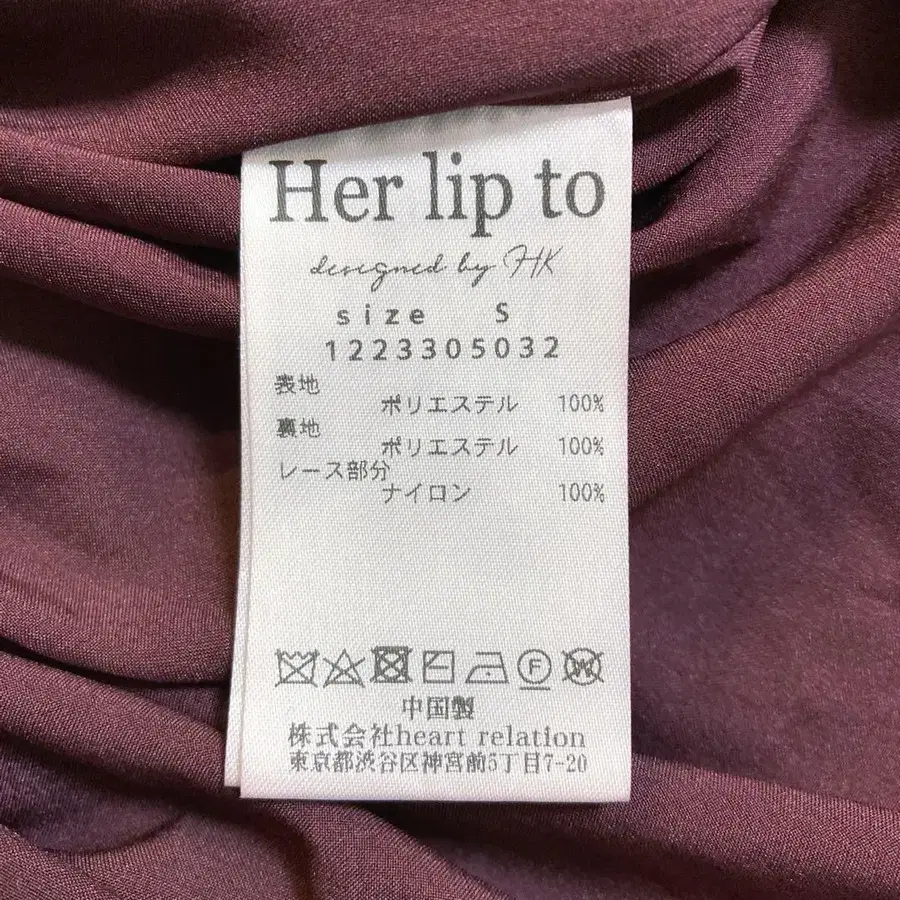 Her lip to
designed by HK
size S
1223305032
表地
ポリエステル 100%
裏地
ポリエステル 100%
レース部分
ナイロン 100%
F W
中国製
株式会社heart relation
東京都渋谷区神宮前5丁目7-20